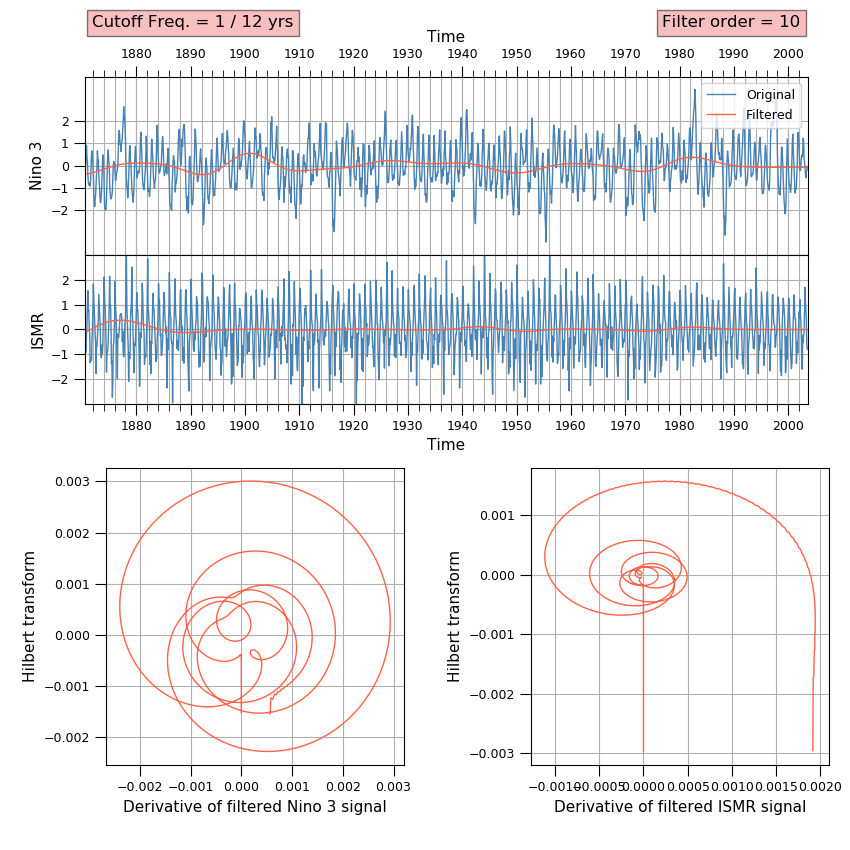 Cutoff Freq. = 1 / 12 yrs
Filter order = 10
Time
1880 1890 1900 1910 1920 1930 1940 1950 1960 1970 1980 1990 2000
Original
Filtered
Nino 3
2
1
0
−1
−2
ISMR
2
1
0
−1
−2
1880 1890 1900 1910 1920 1930 1940 1950 1960 1970 1980 1990 2000
Time
Hilbert transform
0.003
0.002
0.001
0.000
−0.001
−0.002
−0.002 −0.001 0.000 0.001 0.002 0.003
Derivative of filtered Nino 3 signal
Hilbert transform
0.001
0.000
−0.001
−0.002
−0.003
−0.0010 −0.0005 0.0000 0.0005 0.0010 0.0015 0.0020
Derivative of filtered ISMR signal